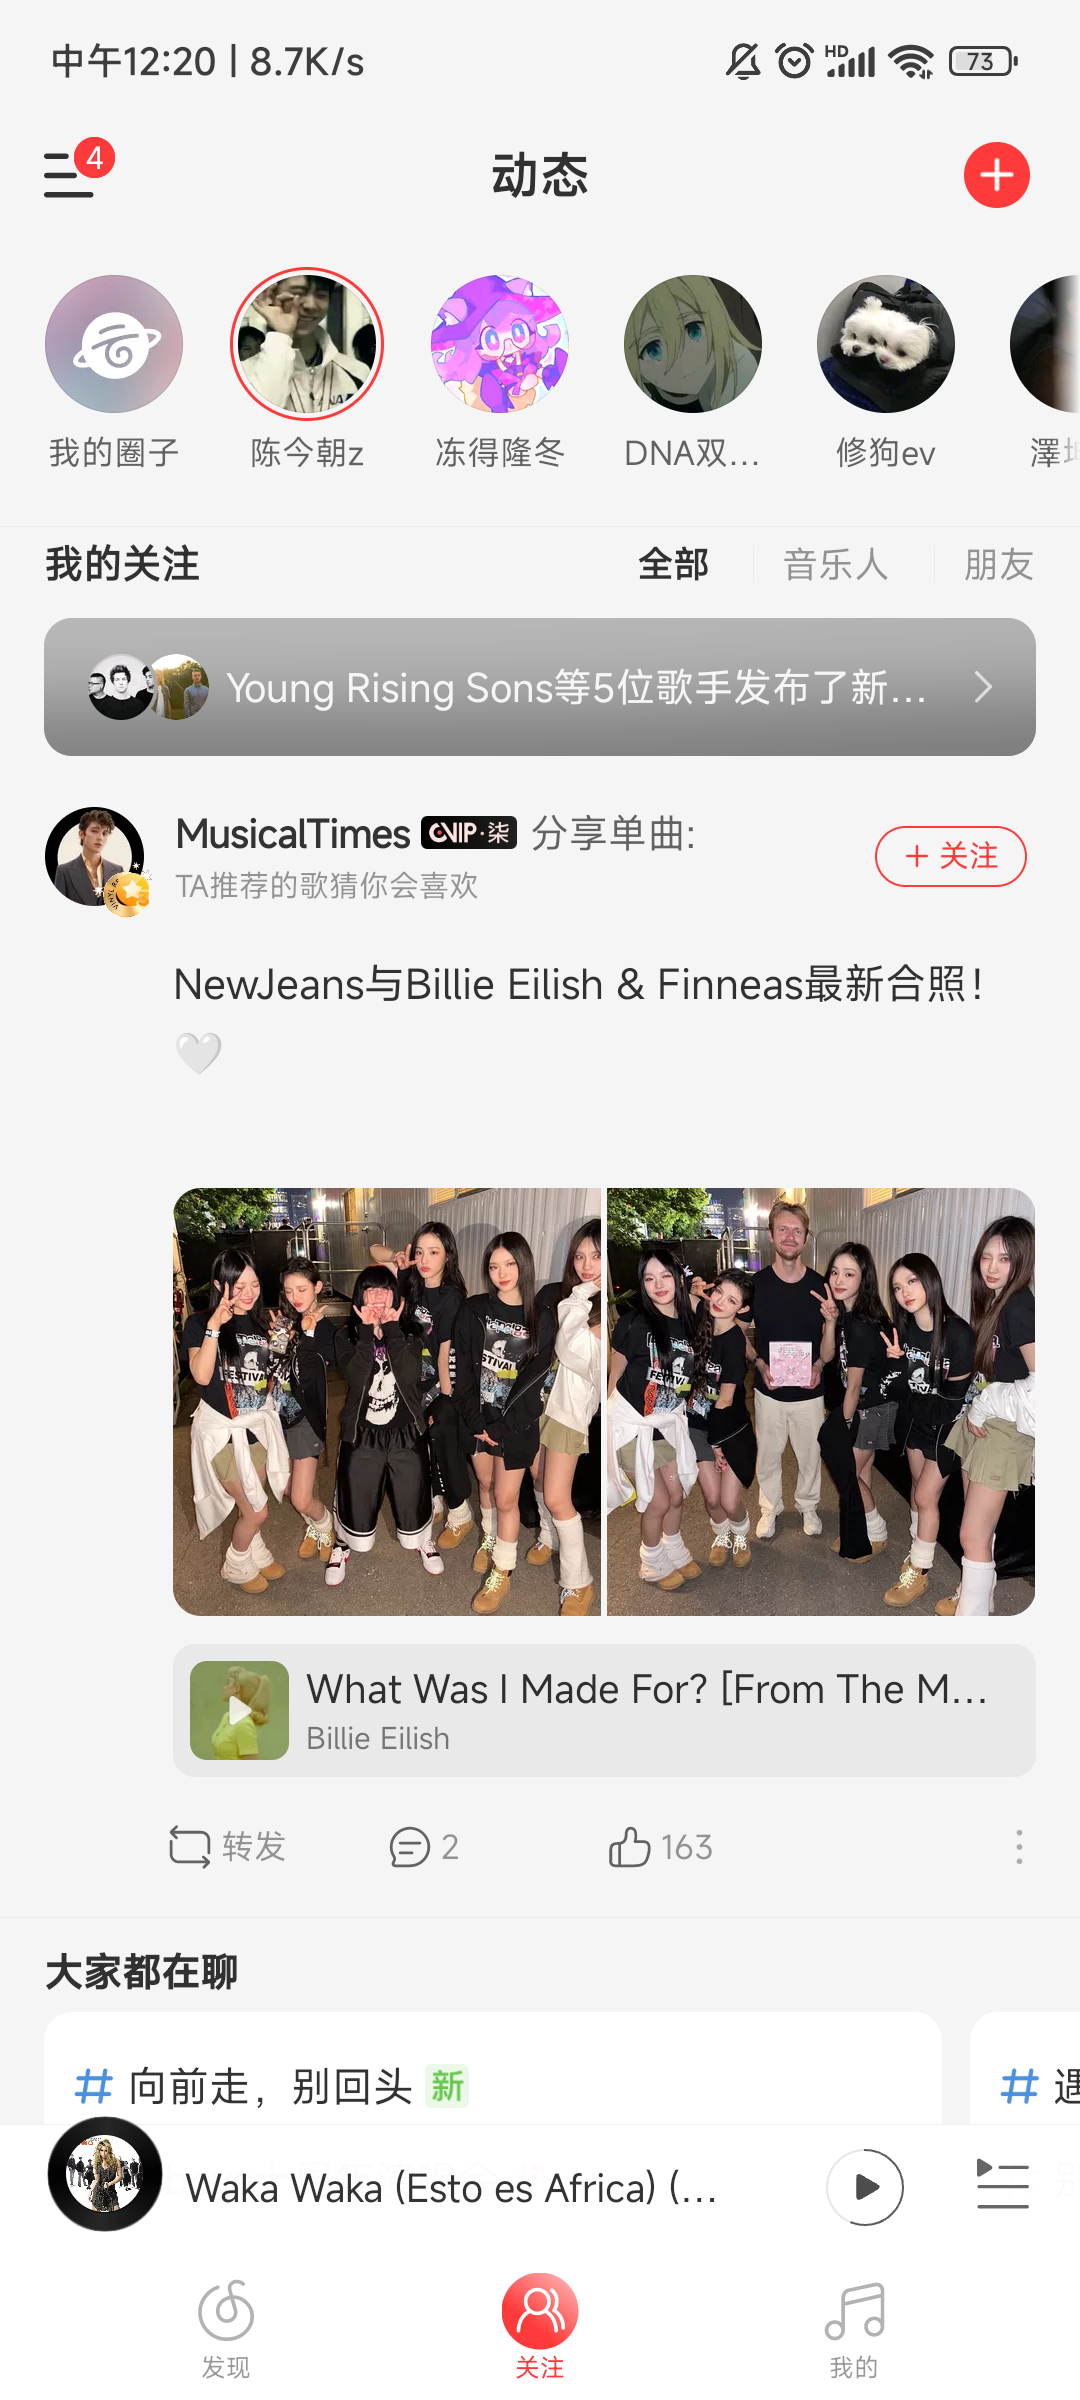 中午12:20 | 8.7K/s
HD
73
4
动态
我的圈子
陈今朝z
冻得隆冬
DNA双...
修狗ev
澤
我的关注
全部
音乐人
朋友
Young Rising Sons等5位歌手发布了新...
MusicalTimes VIP·柒 分享单曲:
TA推荐的歌猜你会喜欢
+ 关注
NewJeans与Billie Eilish & Finneas最新合照！
🤍
What Was I Made For? [From The M...
Billie Eilish
转发
2
163
大家都在聊
# 向前走，别回头 新
# 遇
Waka Waka (Esto es Africa) (...
发现
关注
我的